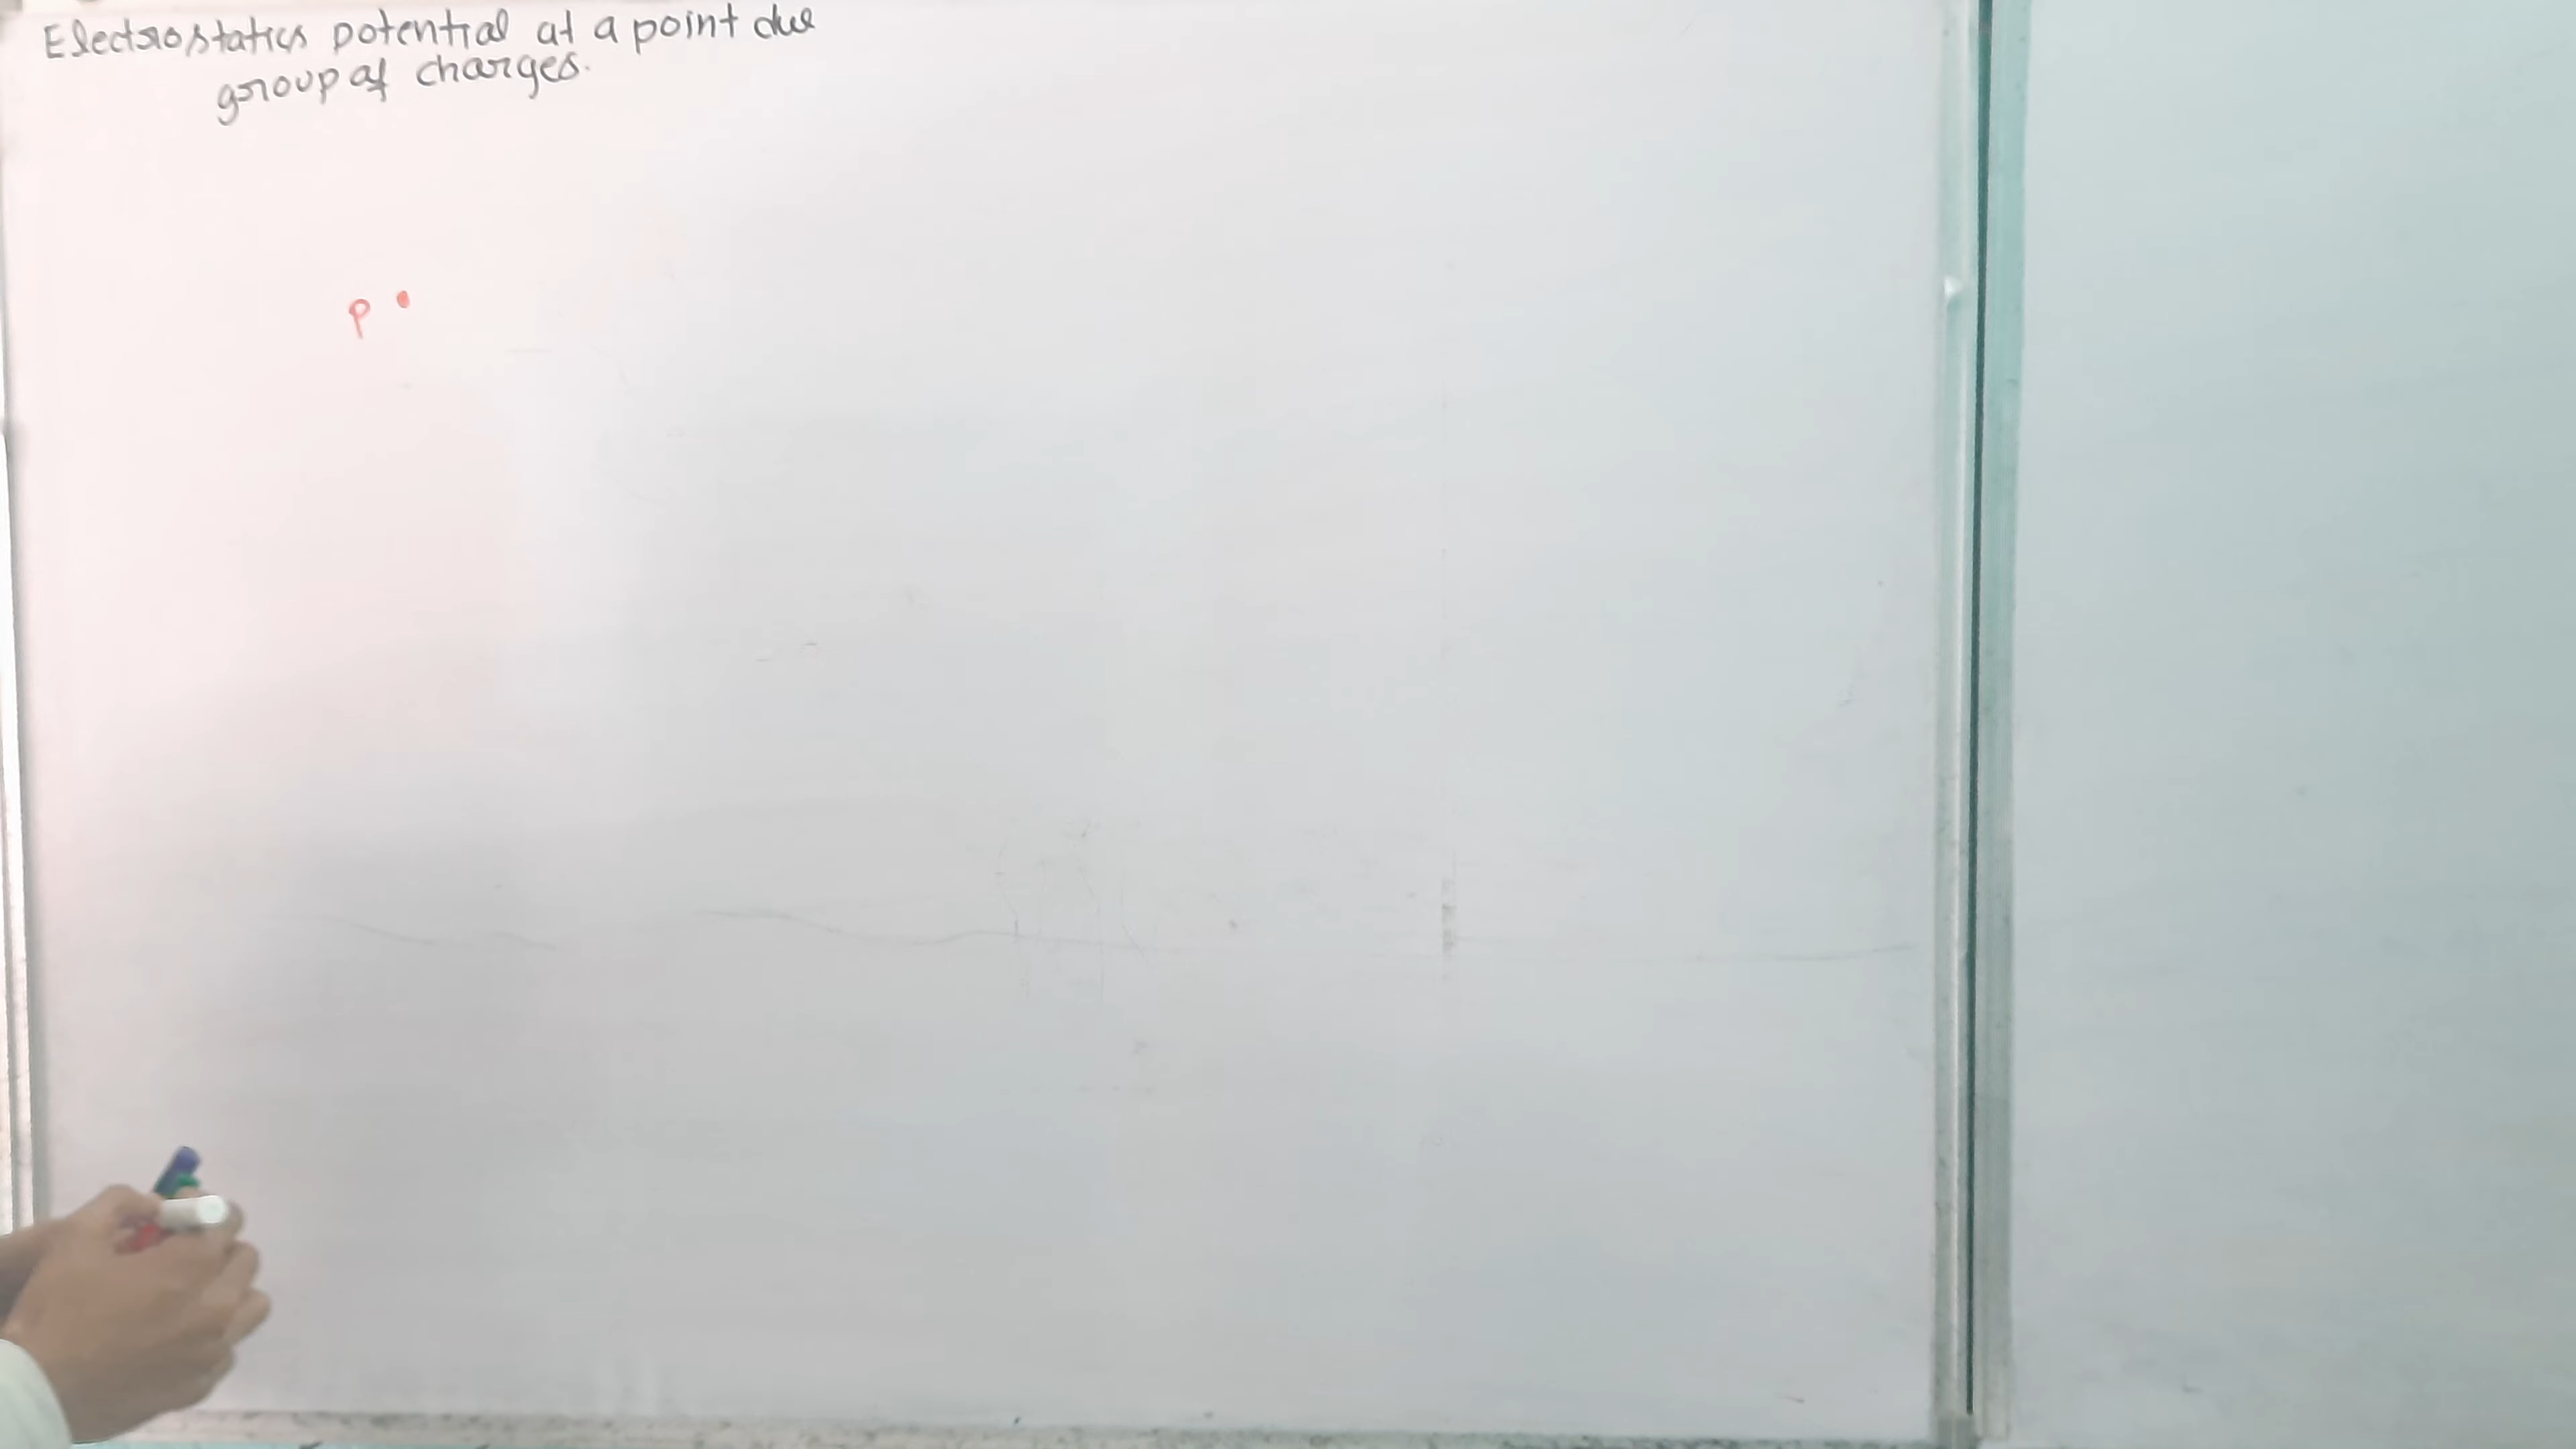 Electrostatics potential at a point due
group of charges.
P